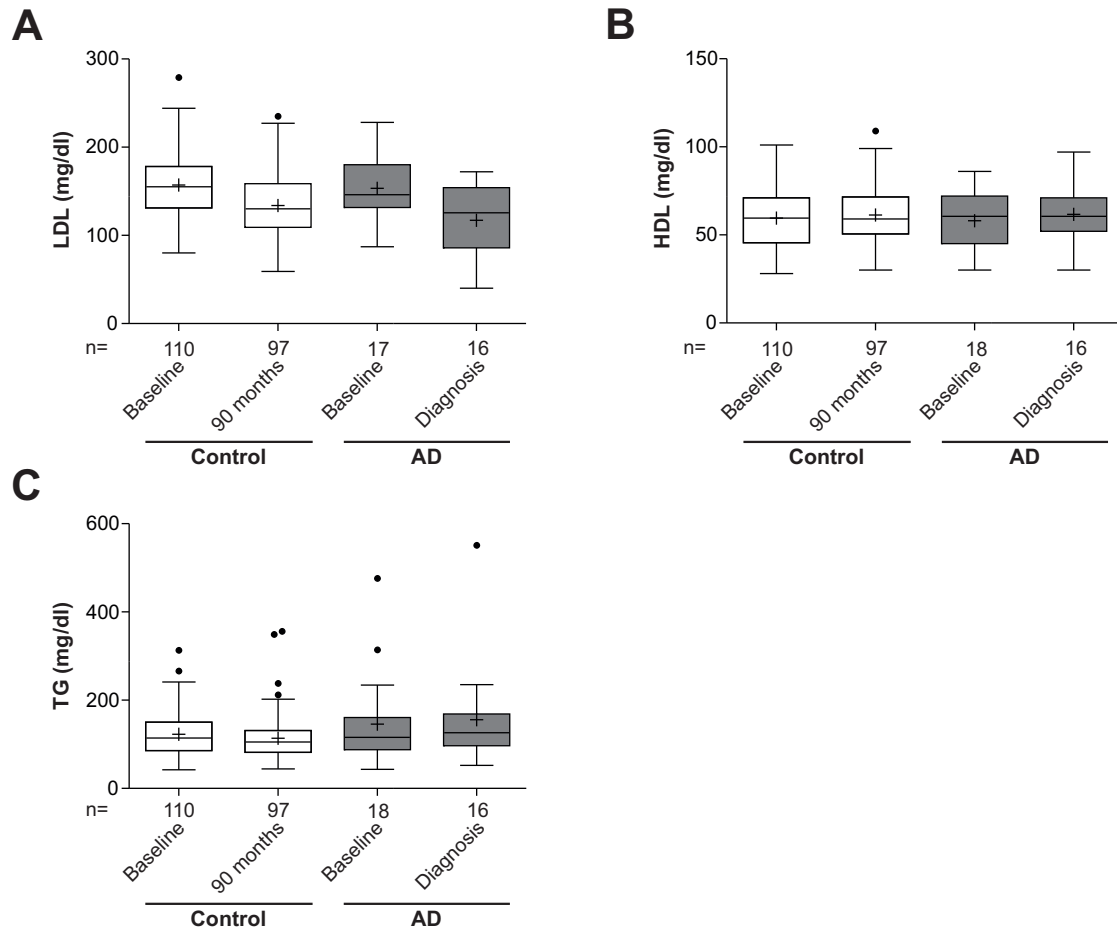 A
LDL (mg/dl)
300
200
100
0
n=
110
97
17
16
Baseline
90 months
Baseline
Diagnosis
Control
AD
B
HDL (mg/dl)
150
100
50
0
n=
110
97
18
16
Baseline
90 months
Baseline
Diagnosis
Control
AD
C
TG (mg/dl)
600
400
200
0
n=
110
97
18
16
Baseline
90 months
Baseline
Diagnosis
Control
AD